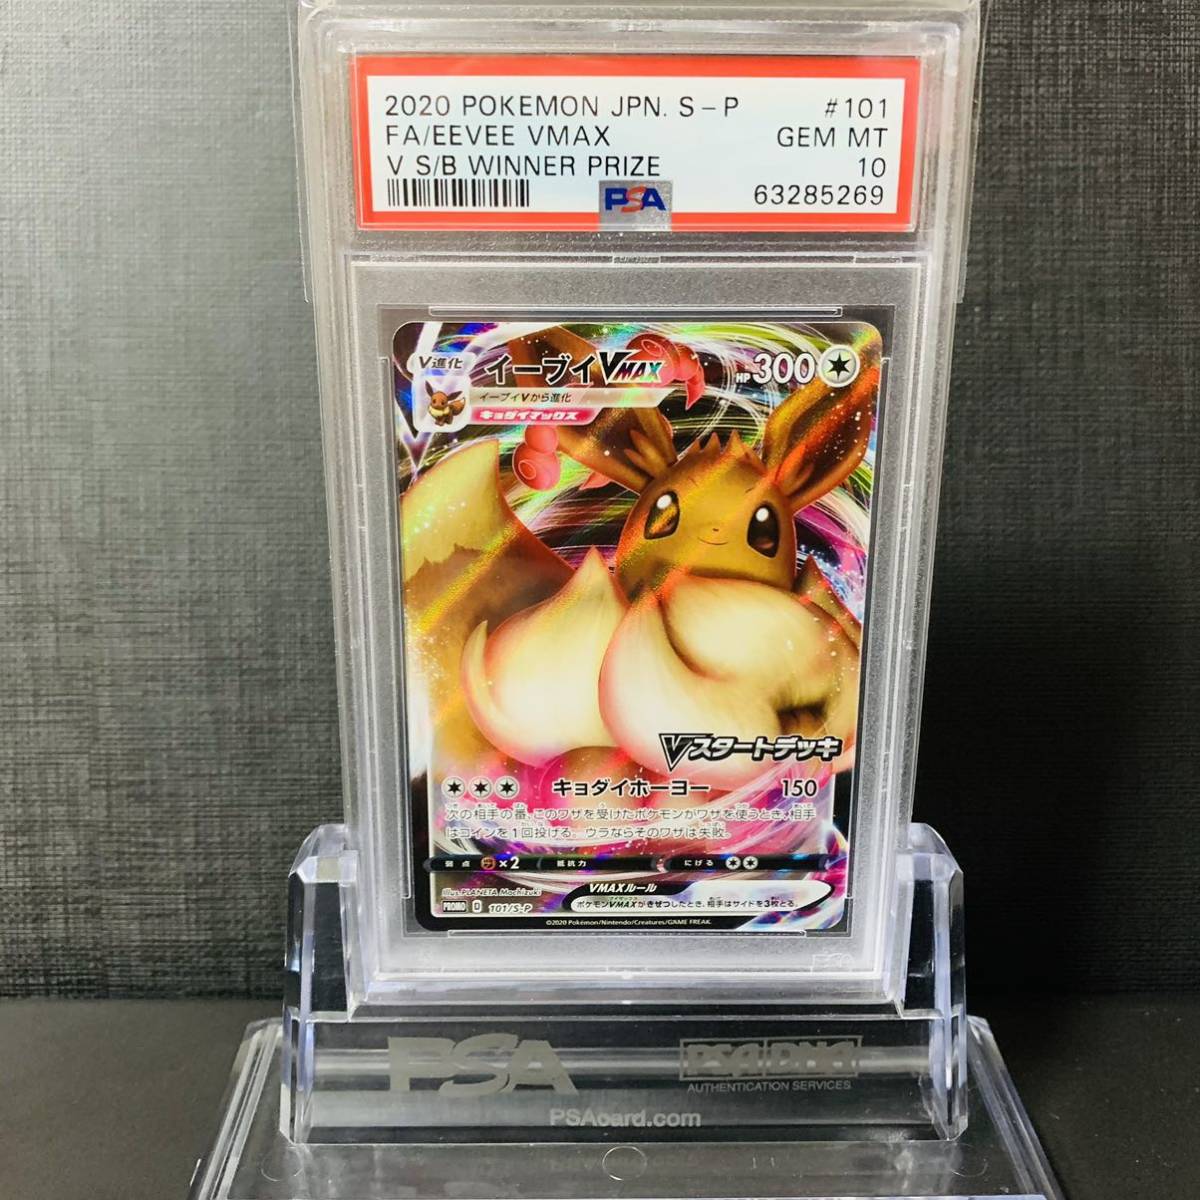 2020 POKEMON JPN. S-P #101
FA/EEVEE VMAX GEM MT
V S/B WINNER PRIZE 10
PSA 63285269
V進化 イーブイVMAX HP 300
イーブイVから進化
キョダイマックス
Vスタートデッキ
キョダイホーヨー 150
次の相手の番、このワザを受けたポケモンがワザを使うとき、相手
はコインを1回投げる。ウラならそのワザは失敗。
弱点 ×2 抵抗力 にげる
Illus. PLANETA Mochizuki VMAXルール
PROMO D 101/S-P ポケモンVMAXがきぜつしたとき、相手はサイドを3枚とる。
©2020 Pokémon/Nintendo/Creatures/GAME FREAK.
PSA PSA/DNA
AUTHENTICATION SERVICES
PSAcard.com